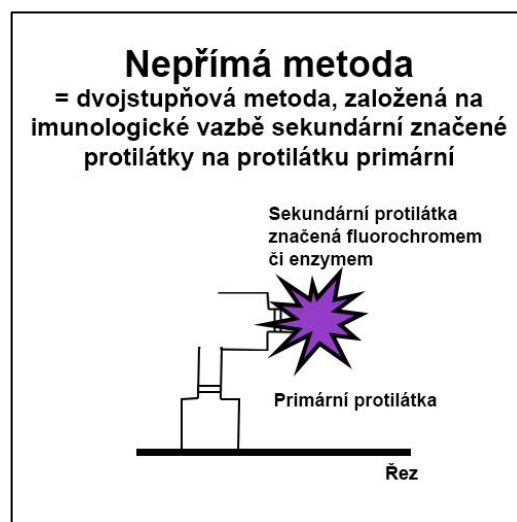 Nepřímá metoda
= dvojstupňová metoda, založená na
imunologické vazbě sekundární značené
protilátky na protilátku primární
Sekundární protilátka
značená fluorochromem
či enzymem
Primární protilátka
Řez